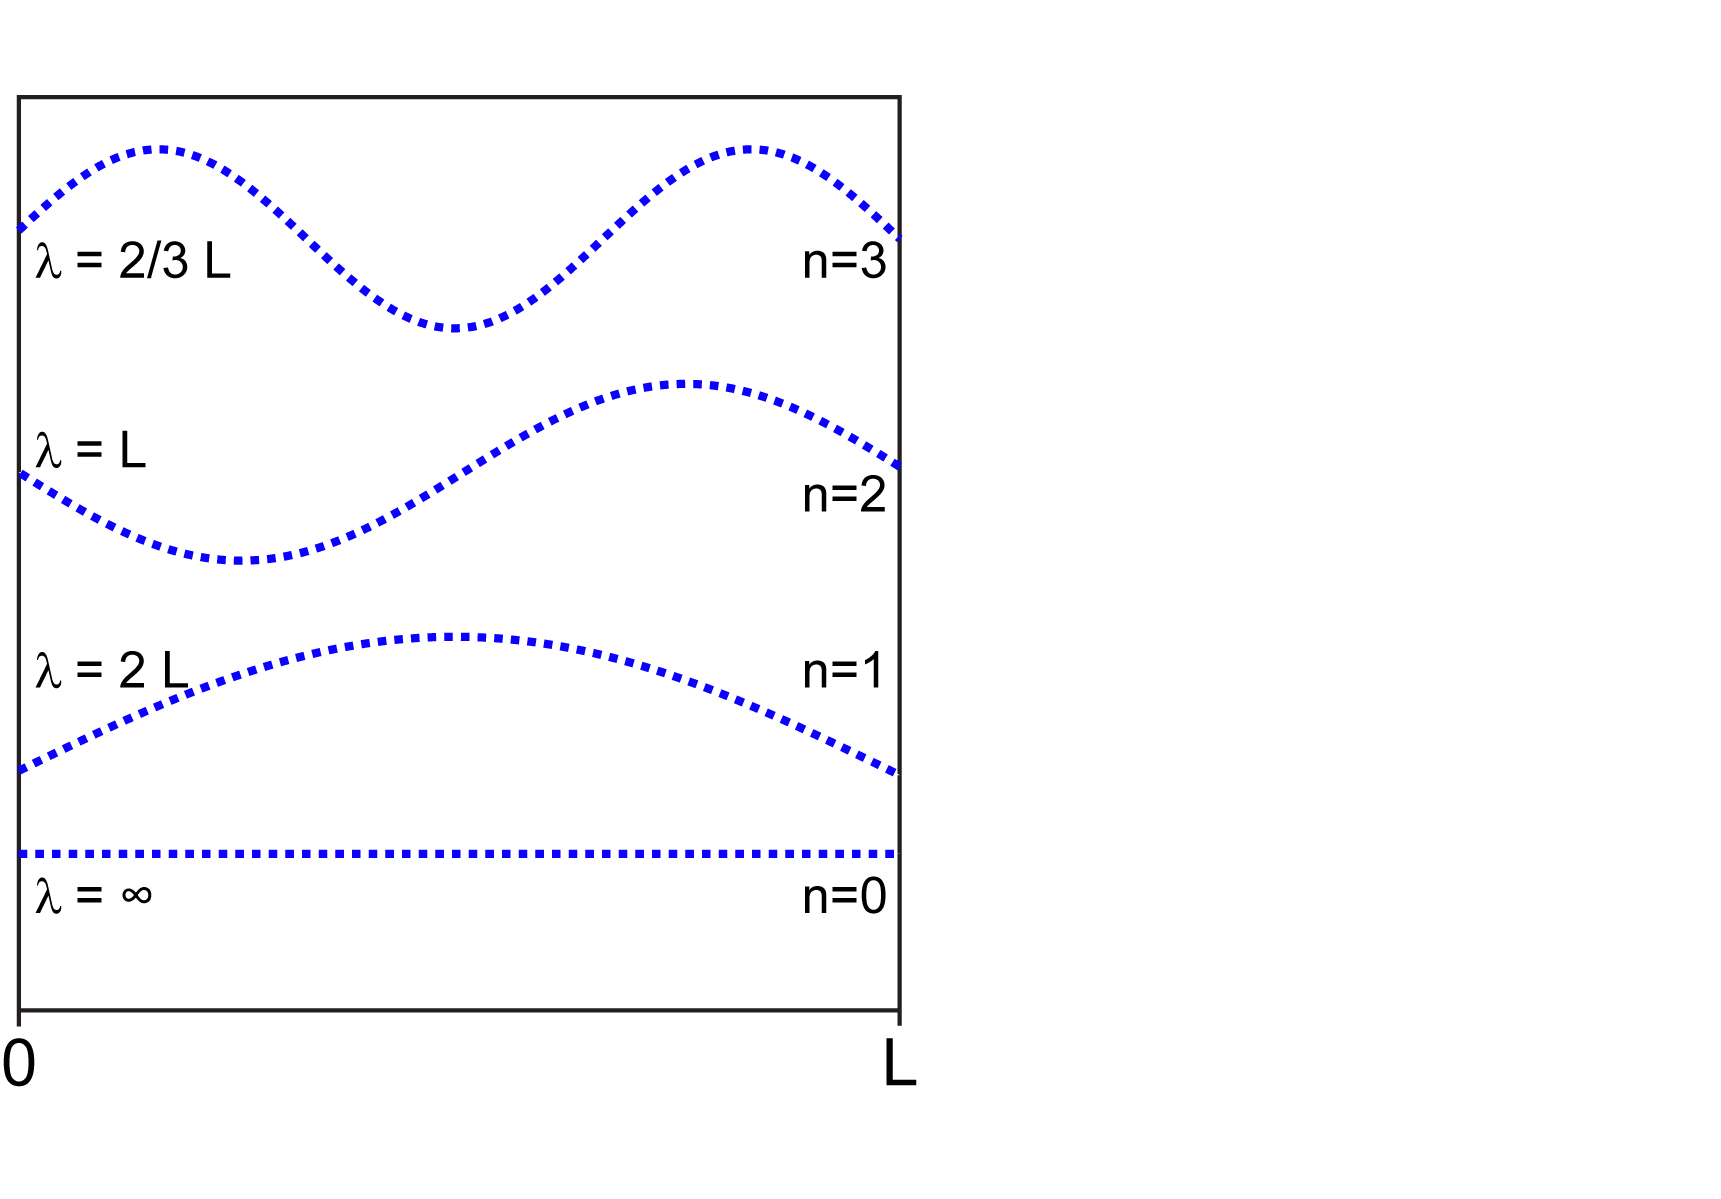 λ = 2/3 L n=3
λ = L
n=2
λ = 2 L n=1
λ = ∞ n=0
0 L